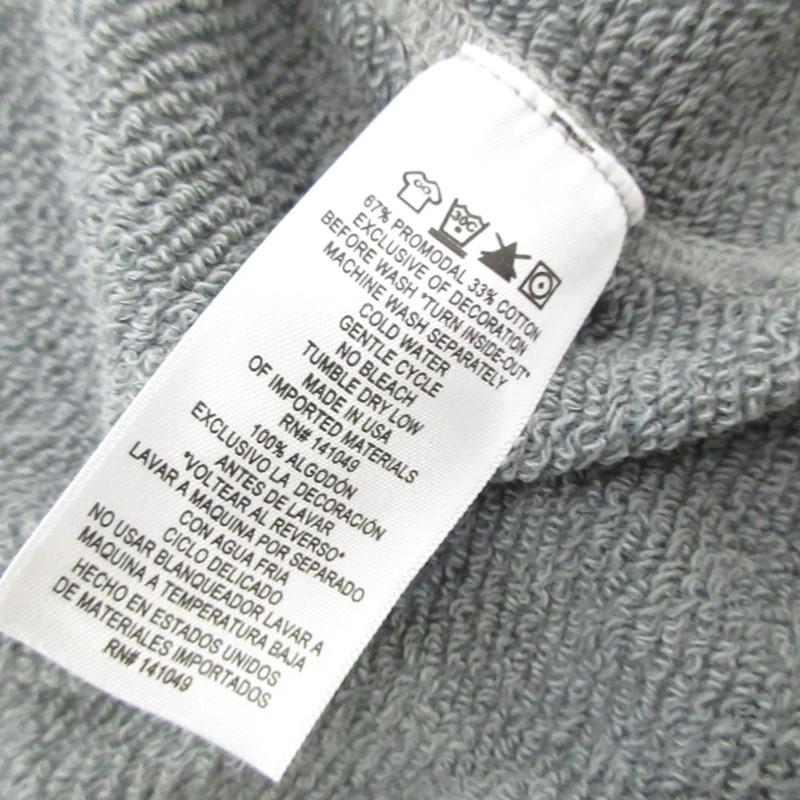 30C
67% PROMODAL 33% COTTON
EXCLUSIVE OF DECORATION
BEFORE WASH "TURN INSIDE-OUT"
MACHINE WASH SEPARATELY
COLD WATER
GENTLE CYCLE
NO BLEACH
TUMBLE DRY LOW
MADE IN USA
OF IMPORTED MATERIALS
RN# 141049
100% ALGODÓN
EXCLUSIVO LA DECORACIÓN
ANTES DE LAVAR
"VOLTEAR AL REVERSO"
LAVAR A MAQUINA POR SEPARADO
CON AGUA FRIA
CICLO DELICADO
NO USAR BLANQUEADOR LAVAR A
MAQUINA A TEMPERATURA BAJA
HECHO EN ESTADOS UNIDOS
DE MATERIALES IMPORTADOS
RN# 141049